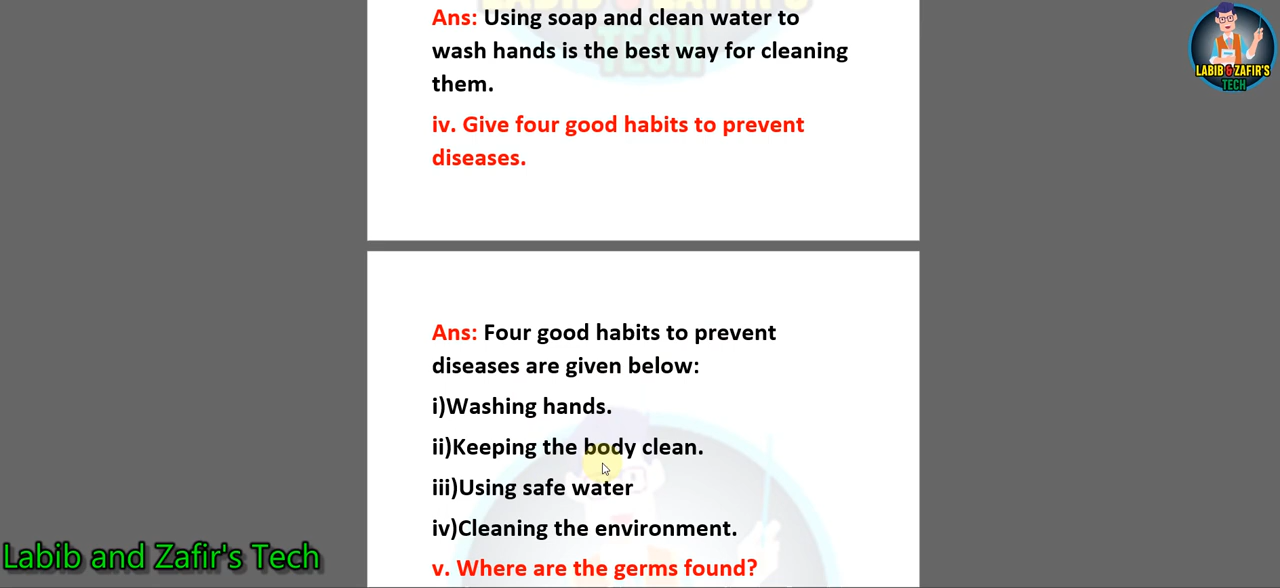 Ans: Using soap and clean water to
wash hands is the best way for cleaning
them.
iv. Give four good habits to prevent
diseases.
Ans: Four good habits to prevent
diseases are given below:
i)Washing hands.
ii)Keeping the body clean.
iii)Using safe water
iv)Cleaning the environment.
v. Where are the germs found?
LABIB & ZAFIR'S
TECH
Labib and Zafir's Tech
TECH